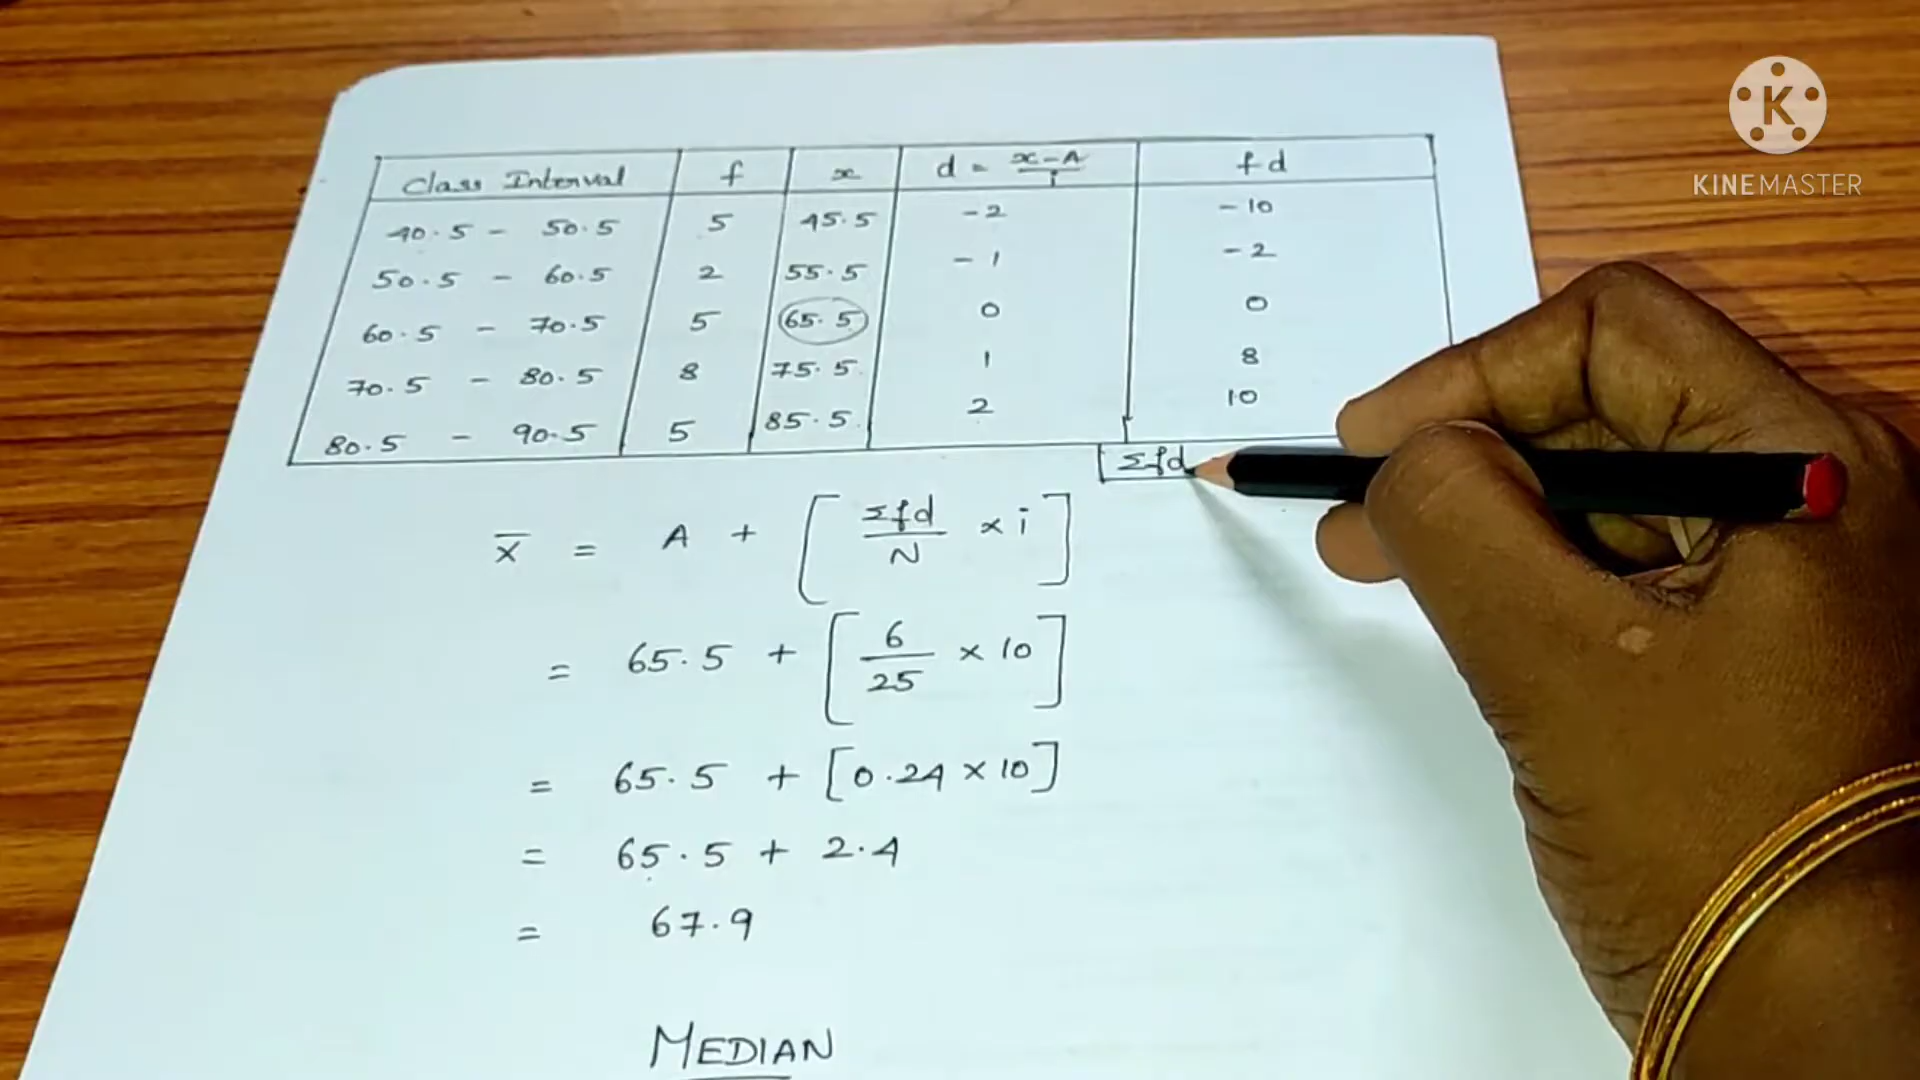 Class Interval f x d = x-A/i fd
40.5 - 50.5 5 45.5 -2 -10
50.5 - 60.5 2 55.5 -1 -2
60.5 - 70.5 5 65.5 0 0
70.5 - 80.5 8 75.5 1 8
80.5 - 90.5 5 85.5 2 10
Σfd
x̄ = A + [Σfd/N × i]
= 65.5 + [6/25 × 10]
= 65.5 + [0.24 × 10]
= 65.5 + 2.4
= 67.9
MEDIAN
K
KINEMASTER